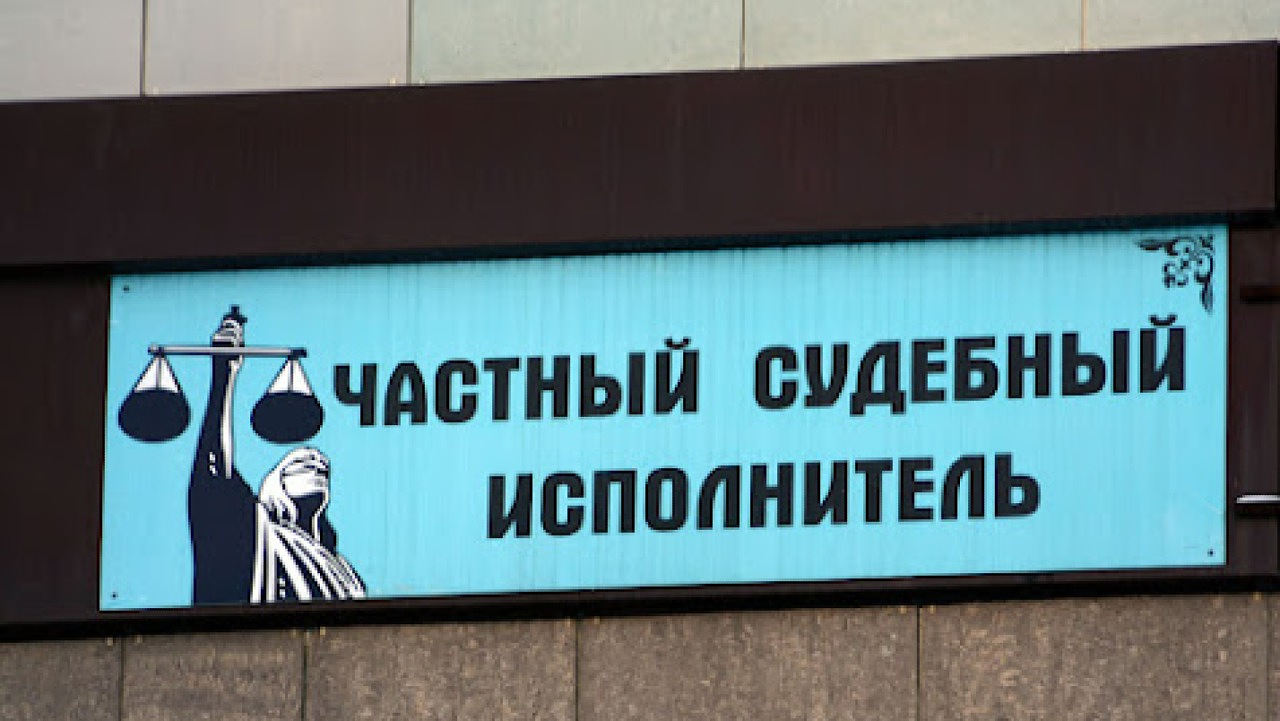 ЧАСТНЫЙ СУДЕБНЫЙ
ИСПОЛНИТЕЛЬ